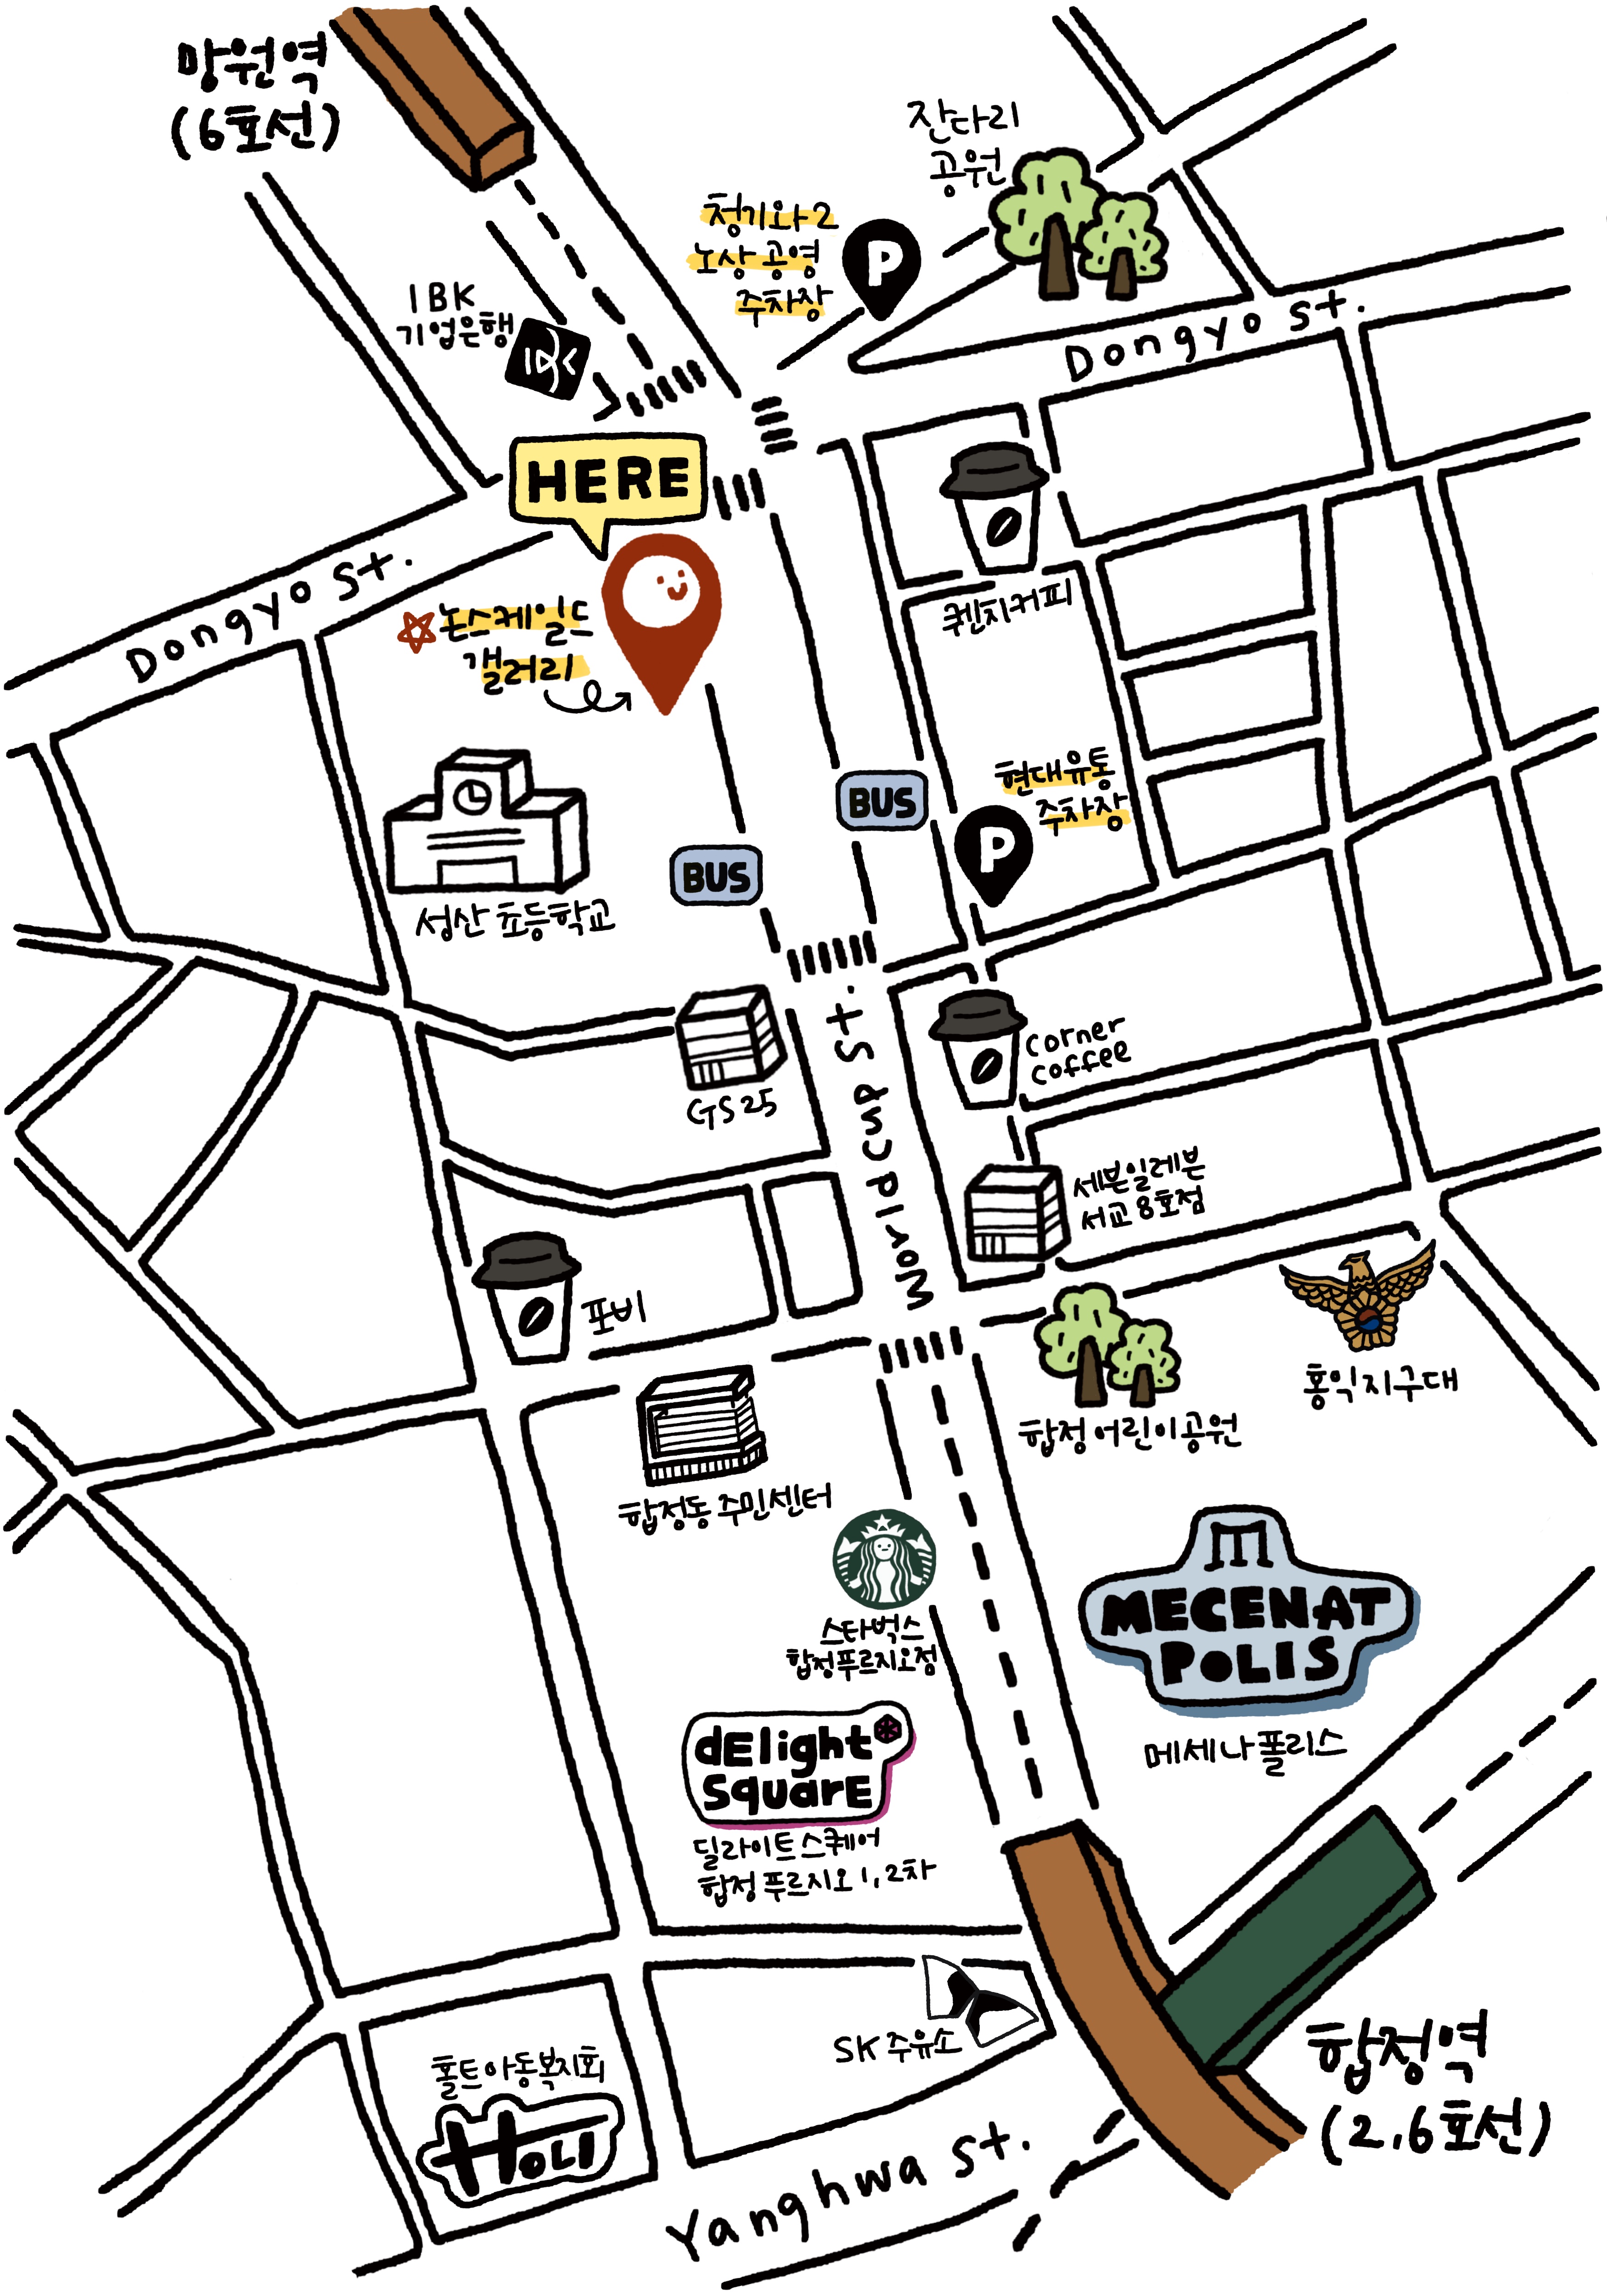 망원역
(6호선)
잔다리
공원
청기와2
노상 공영
주차장
P
IBK
기업은행
Dongyo St.
HERE
Dongyo St.
논스케일드
갤러리
퀜치커피
BUS
현대유통
주차장
P
BUS
성산 초등학교
World Cup St.
GS25
corner
coffee
세븐일레븐
서교 8호점
포비
홍익지구대
합정 어린이공원
합정동 주민센터
스타벅스
합정푸르지오점
MECENAT
POLIS
메세나폴리스
dElight
SquarE
딜라이트스퀘어
합정 푸르지오 1, 2차
SK 주유소
홀트아동복지회
HOLT
합정역
(2,6호선)
Yanghwa St.